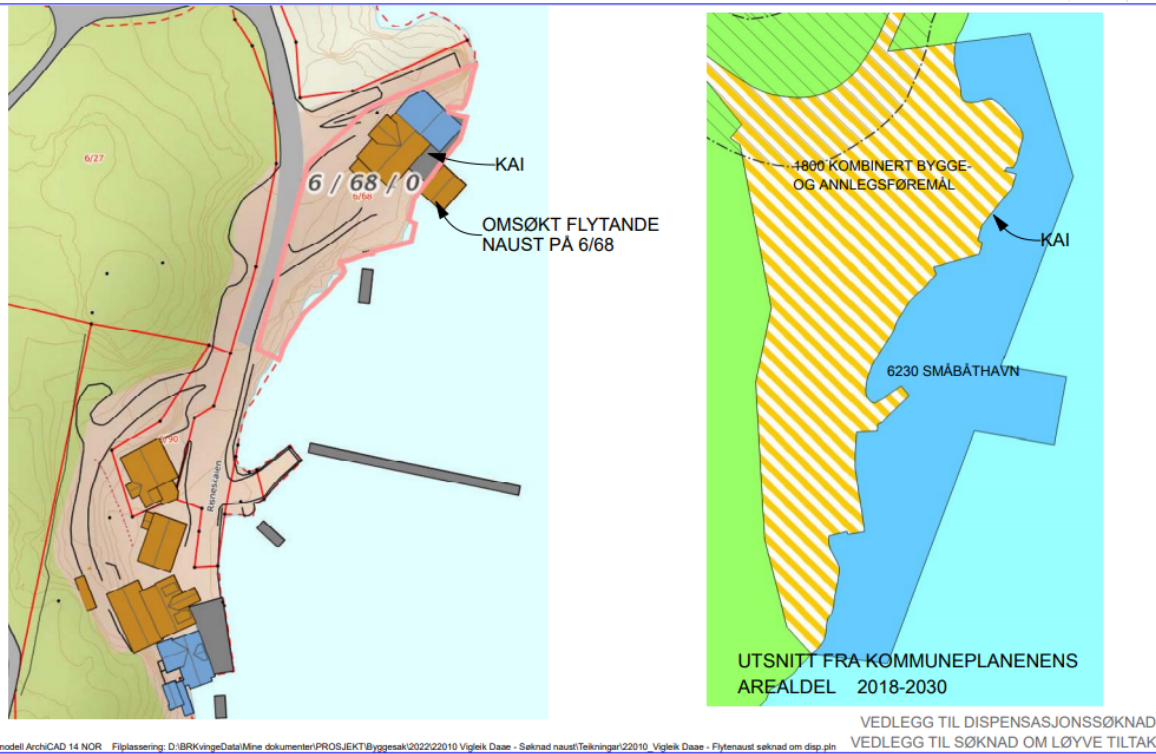 6/27
KAI
6 / 68 / 0
6/68
OMSØKT FLYTANDE
NAUST PÅ 6/68
Risneskaien
1800 KOMBINERT BYGGE-
OG ANNLEGSFØREMÅL
KAI
6230 SMÅBÅTHAVN
UTSNITT FRA KOMMUNEPLANENENS
AREALDEL 2018-2030
VEDLEGG TIL DISPENSASJONSSØKNAD
VEDLEGG TIL SØKNAD OM LØYVE TILTAK
modell ArchiCAD 14 NOR Filplassering: D:\BRKvingeData\Mine dokumenter\PROSJEKT\Byggesak\2022\22010 Vigleik Daae - Søknad naust\Teikningar\22010_Vigleik Daae - Flytenaust søknad om disp.pln